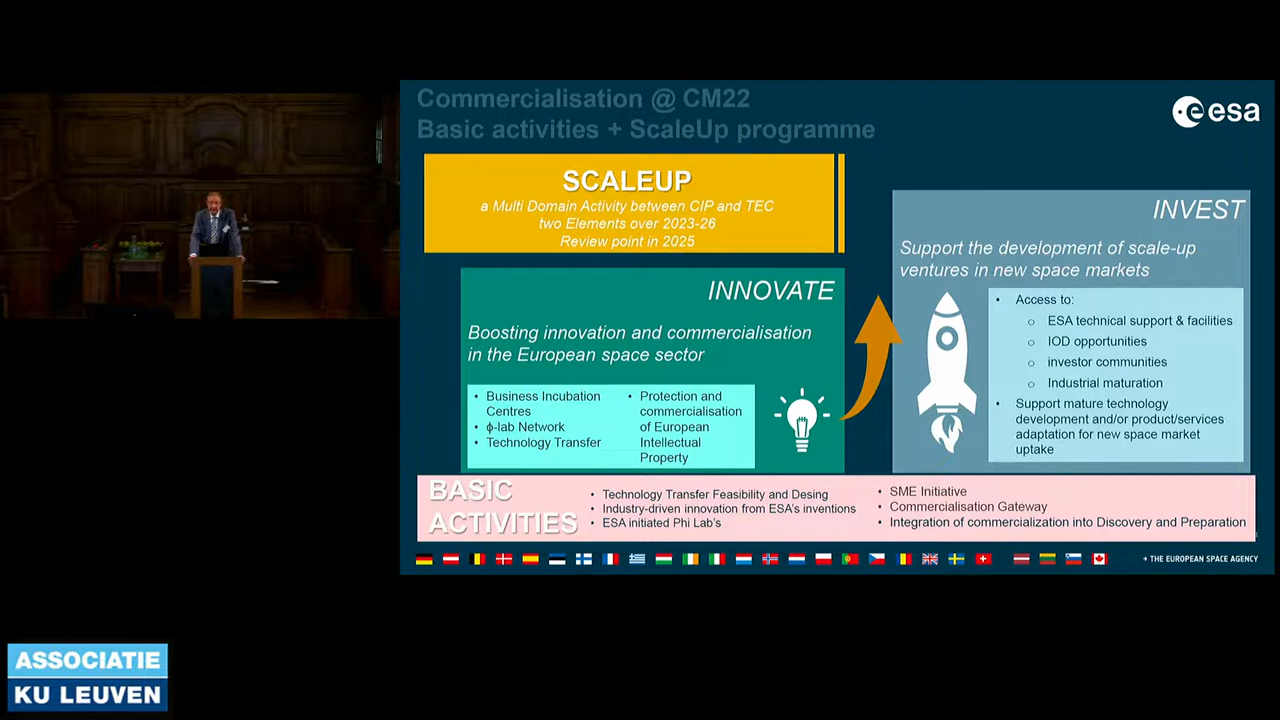 Commercialisation @ CM22
Basic activities + ScaleUp programme
esa
SCALEUP
a Multi Domain Activity between CIP and TEC
two Elements over 2023-26
Review point in 2025
INNOVATE
Boosting innovation and commercialisation
in the European space sector
• Business Incubation
Centres
• ϕ-lab Network
• Technology Transfer
• Protection and
commercialisation
of European
Intellectual
Property
INVEST
Support the development of scale-up
ventures in new space markets
• Access to:
o ESA technical support & facilities
o IOD opportunities
o investor communities
o Industrial maturation
• Support mature technology
development and/or product/services
adaptation for new space market
uptake
BASIC
ACTIVITIES
• Technology Transfer Feasibility and Desing
• Industry-driven innovation from ESA's inventions
• ESA initiated Phi Lab's
• SME Initiative
• Commercialisation Gateway
• Integration of commercialization into Discovery and Preparation
→ THE EUROPEAN SPACE AGENCY
ASSOCIATIE
KU LEUVEN